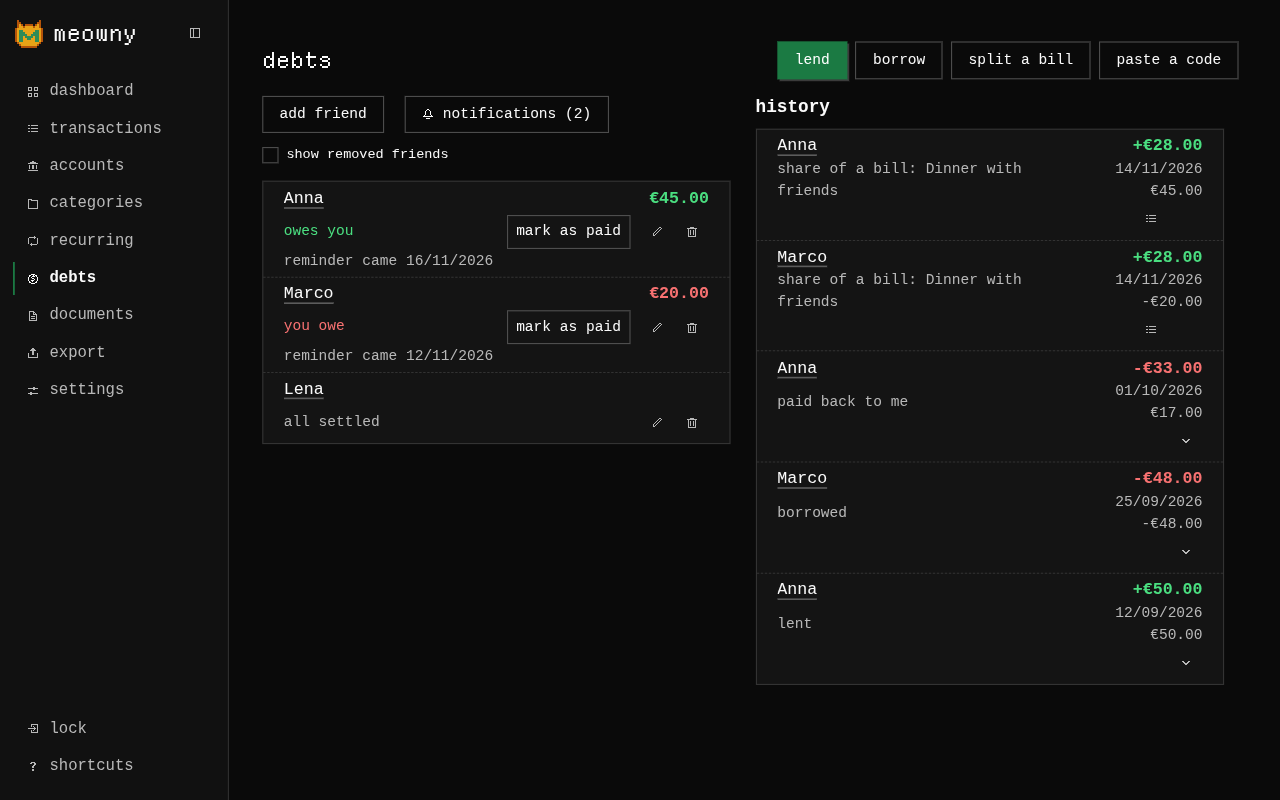 meowny
dashboard
transactions
accounts
categories
recurring
debts
documents
export
settings
lock
? shortcuts
debts
lend
borrow
split a bill
paste a code
add friend
notifications (2)
show removed friends
Anna €45.00
owes you mark as paid
reminder came 16/11/2026
Marco €20.00
you owe mark as paid
reminder came 12/11/2026
Lena
all settled
history
Anna +€28.00
share of a bill: Dinner with 14/11/2026
friends €45.00
Marco +€28.00
share of a bill: Dinner with 14/11/2026
friends -€20.00
Anna -€33.00
01/10/2026
paid back to me
€17.00
Marco -€48.00
25/09/2026
borrowed
-€48.00
Anna +€50.00
12/09/2026
lent
€50.00